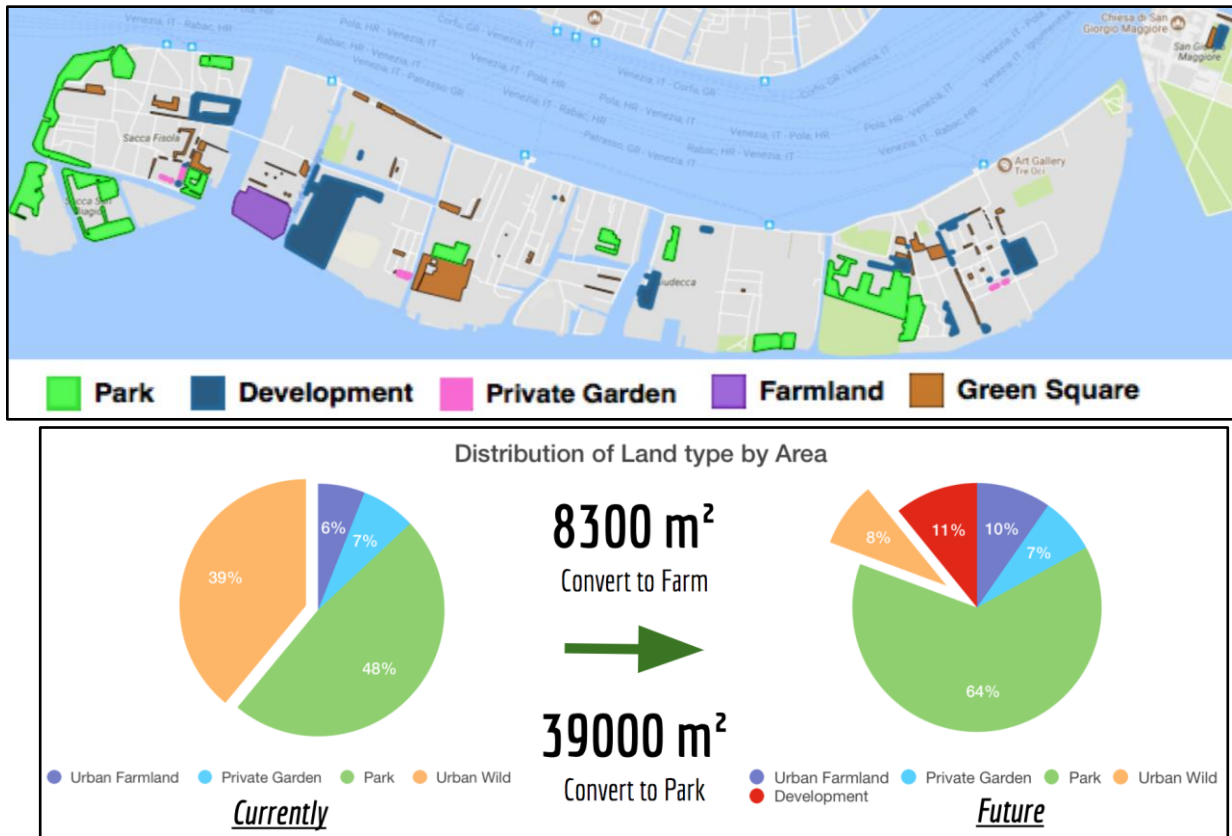 Chiesa di San
Giorgio Maggiore
San Giorgio
Maggiore
Venezia, IT - Rabac, HR
Venezia, IT - Pola, HR
Venezia, IT - Corfu, GR
Corfu, GR - Venezia, IT
Pola, HR - Venezia, IT
Venezia, IT - Rabac, HR
Venezia, IT - Patrasso, GR
Rabac, HR - Venezia, IT
Patrasso, GR - Venezia, IT
Venezia, IT - Pola, HR
Rabac, HR - Venezia, IT
Venezia, IT - Rabac, HR
Sacca Fisola
Art Gallery
Tre Oci
Park
Development
Private Garden
Farmland
Green Square
Distribution of Land type by Area
6%
7%
39%
48%
8300 m²
Convert to Farm
39000 m²
Convert to Park
11%
10%
8%
7%
64%
Urban Farmland Private Garden Park Urban Wild
Currently
Urban Farmland Private Garden Park Urban Wild
Development
Future